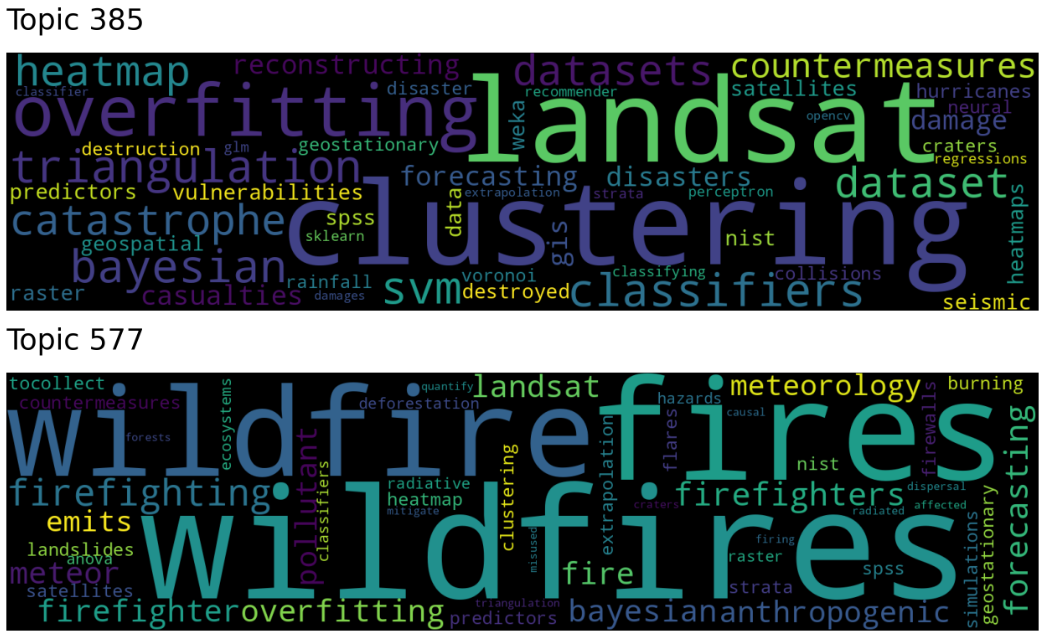 Topic 385
heatmap reconstructing datasets countermeasures
classifier disaster recommender satellites hurricanes
overfitting landsat weka opencv neural
damage
destruction glm geostationary craters
triangulation regressions
predictors vulnerabilities forecasting disasters dataset
extrapolation strata perceptron
catastrophe spss data clustering heatmaps
sklearn gis nist
geospatial
bayesian rainfall voronoi classifying collisions
raster casualties damages svm destroyed classifiers seismic
Topic 577
tocollect quantify landsat meteorology burning
countermeasures ecosystems deforestation hazards
wildfire fires causal
forests flares firewalls
pollutant classifiers clustering extrapolation nist forecasting
firefighting radiative firefighters dispersal
heatmap craters radiated affected
emits mitigate
wildfires
landslides misused firing simulations geostationary
anova raster
meteor fire spss
satellites strata
triangulation
firefighter overfitting predictors bayesian anthropogenic